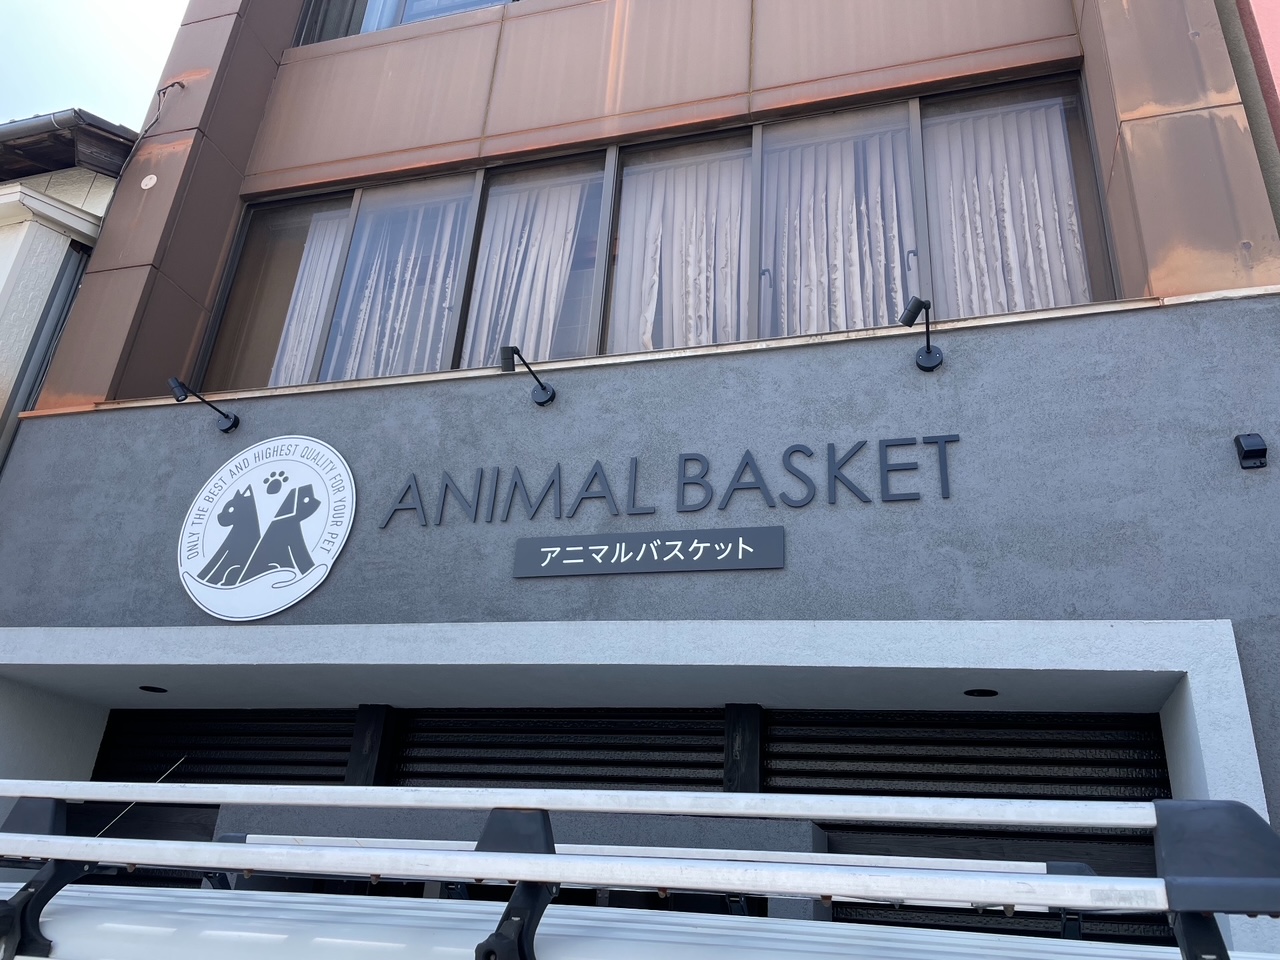 ONLY THE BEST AND HIGHEST QUALITY FOR YOUR PET
ANIMAL BASKET
アニマルバスケット